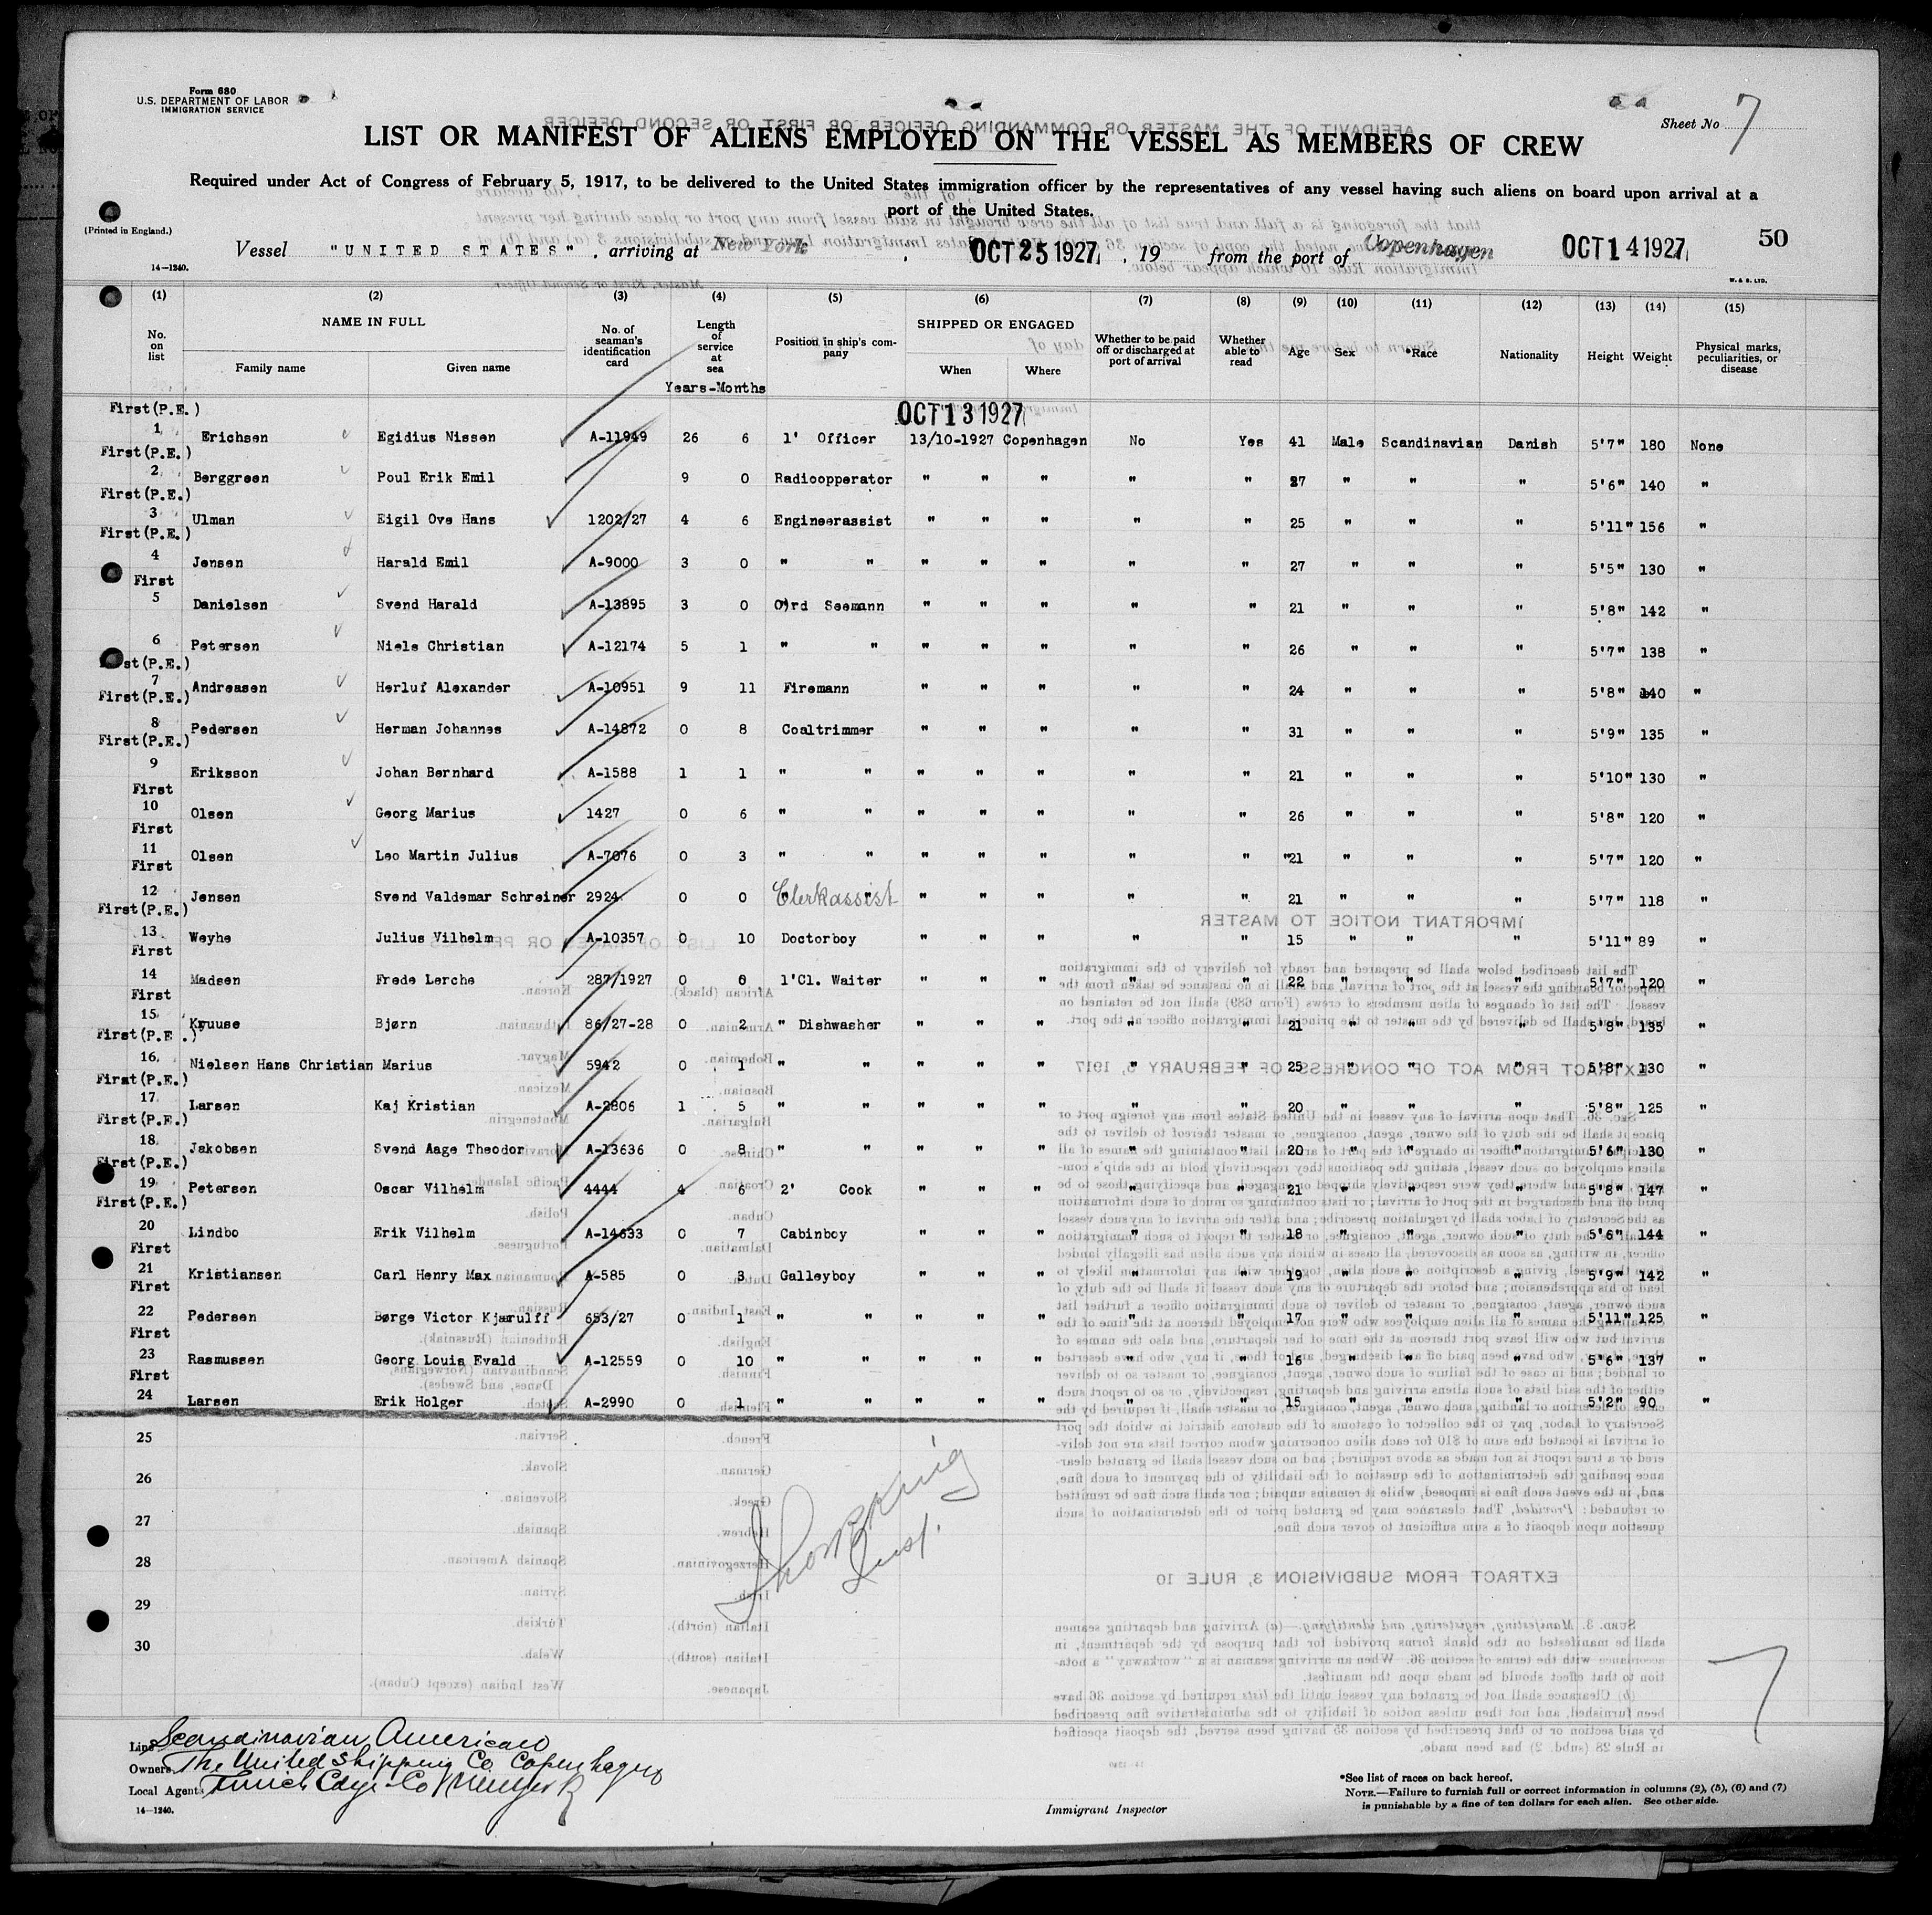 Form 680
U.S. DEPARTMENT OF LABOR
IMMIGRATION SERVICE
Sheet No 7
LIST OR MANIFEST OF ALIENS EMPLOYED ON THE VESSEL AS MEMBERS OF CREW
Required under Act of Congress of February 5, 1917, to be delivered to the United States immigration officer by the representatives of any vessel having such aliens on board upon arrival at a
port of the United States.
(Printed in England.)
Vessel "UNITED STATES", arriving at New York, OCT 25 1927, 19 from the port of Copenhagen OCT 14 1927 50
14—1240. W. & S. LTD.
(1) (2) (3) (4) (5) (6) (7) (8) (9) (10) (11) (12) (13) (14) (15)
No. on list NAME IN FULL Family name Given name No. of seaman's identification card Length of service at sea Years-Months Position in ship's company SHIPPED OR ENGAGED When Where Whether to be paid off or discharged at port of arrival Whether able to read Age Sex *Race Nationality Height Weight Physical marks, peculiarities, or disease
OCT 13 1927
First(P.E.)
1 Erichsen Egidius Nissen A-11949 26 6 1' Officer 13/10-1927 Copenhagen No Yes 41 Male Scandinavian Danish 5'7" 180 None
First(P.E.)
2 Berggreen Poul Erik Emil 9 0 Radioopperator " " " " " 27 " " " 5'6" 140 "
First(P.E.)
3 Ulman Eigil Ove Hans 1202/27 4 6 Engineerassist " " " " " 25 " " " 5'11" 156 "
First(P.E.)
4 Jensen Harald Emil A-9000 3 0 " " " " " " " 27 " " " 5'5" 130 "
First
5 Danielsen Svend Harald A-13895 3 0 O)rd Seemann " " " " " 21 " " " 5'8" 142 "
6 Petersen Niels Christian A-12174 5 1 " " " " " " " 26 " " " 5'7" 138 "
First(P.E.)
7 Andreasen Herluf Alexander A-10951 9 11 Firemann " " " " " 24 " " " 5'8" 140 "
First(P.E.)
8 Pedersen Herman Johannes A-14872 0 8 Coaltrimmer " " " " " 31 " " " 5'9" 135 "
First(P.E.)
9 Eriksson Johan Bernhard A-1588 1 1 " " " " " " " 21 " " " 5'10" 130 "
First
10 Olsen Georg Marius 1427 0 6 " " " " " " " 26 " " " 5'8" 120 "
First
11 Olsen Leo Martin Julius A-7076 0 3 " " " " " " " "21 " " " 5'7" 120 "
First
12 Jensen Svend Valdemar Schreiner 2924 0 0 Clerkassist " " " " " 21 " " " 5'7" 118 "
First(P.E.)
13 Weyhe Julius Vilhelm A-10357 0 10 Doctorboy " " " " " 15 " " " 5'11" 89 "
First
14 Madsen Frede Lerche 287/1927 0 6 1'Cl. Waiter " " " " " 22 " " " 5'7" 120 "
First
15 Kruuse Bjørn 86/27-28 0 2 " Dishwasher " " " " " 21 " " " 5'8" 135 "
First(P.E.)
16 Nielsen Hans Christian Marius 5942 0 1 " " " " " " " 25 " " " 5'8" 130 "
First(P.E.)
17 Larsen Kaj Kristian A-2806 1 5 " " " " " " " 20 " " " 5'8" 125 "
First(P.E.)
18 Jakobsen Svend Aage Theodor A-13636 0 8 " " " " " " " 20 " " " 5'6" 130 "
First(P.E.)
19 Petersen Oscar Vilhelm 4444 4 6 2' Cook " " " " " 21 " " " 5'8" 147 "
First(P.E.)
20 Lindbo Erik Vilhelm A-14633 0 7 Cabinboy " " " " " 18 " " " 5'6" 144 "
First
21 Kristiansen Carl Henry Max A-585 0 3 Galleyboy " " " " " 19 " " " 5'9" 142 "
First
22 Pedersen Børge Victor Kjærulff 653/27 0 1 " " " " " " " 17 " " " 5'11" 125 "
First
23 Rasmussen Georg Louis Evald A-12559 0 10 " " " " " " " 16 " " " 5'6" 137 "
First
24 Larsen Erik Holger A-2990 0 1 " " " " " " " 15 " " " 5'2" 90 "
25
26
27
28
29
30
7
Line Scandinavian American
Owners The United Shipping Co Copenhagen
Local Agents
14—1240.
Immigrant Inspector
*See list of races on back hereof.
NOTE.—Failure to furnish full or correct information in columns (2), (5), (6) and (7)
is punishable by a fine of ten dollars for each alien. See other side.